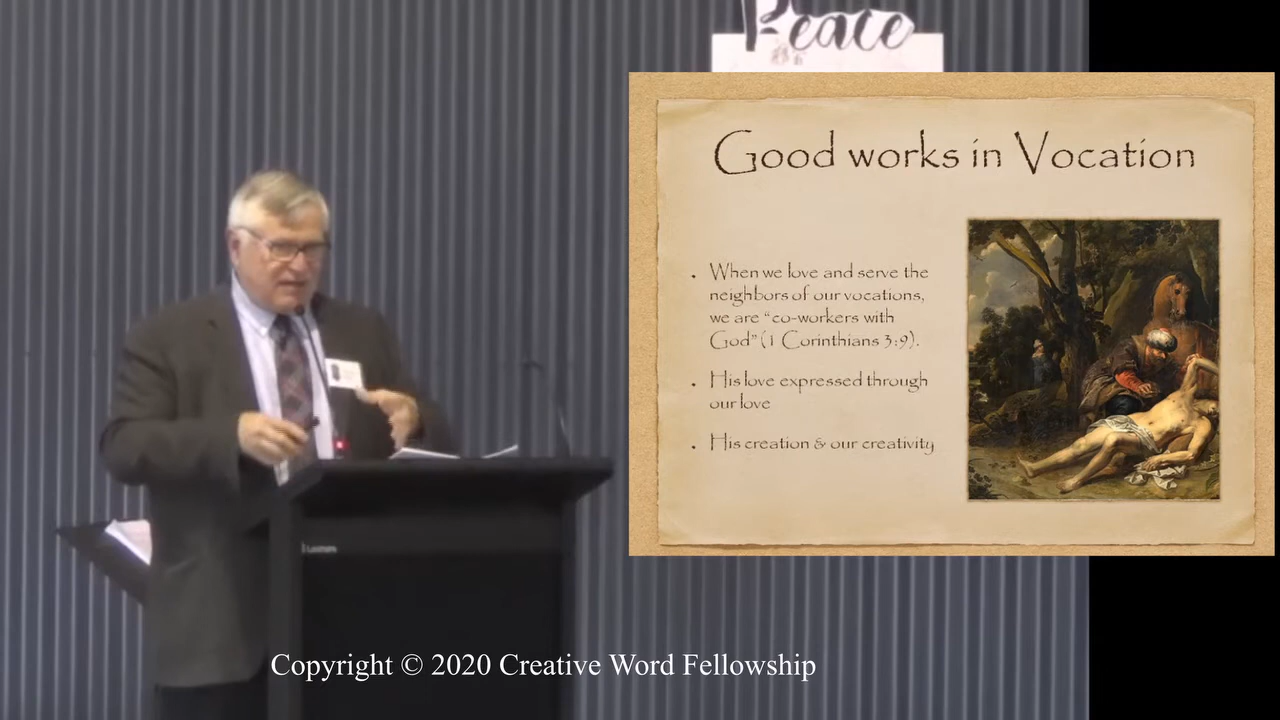 Peace
Good works in Vocation
• When we love and serve the
neighbors of our vocations,
we are “co-workers with
God” (1 Corinthians 3:9).
• His love expressed through
our love
• His creation & our creativity
Copyright © 2020 Creative Word Fellowship